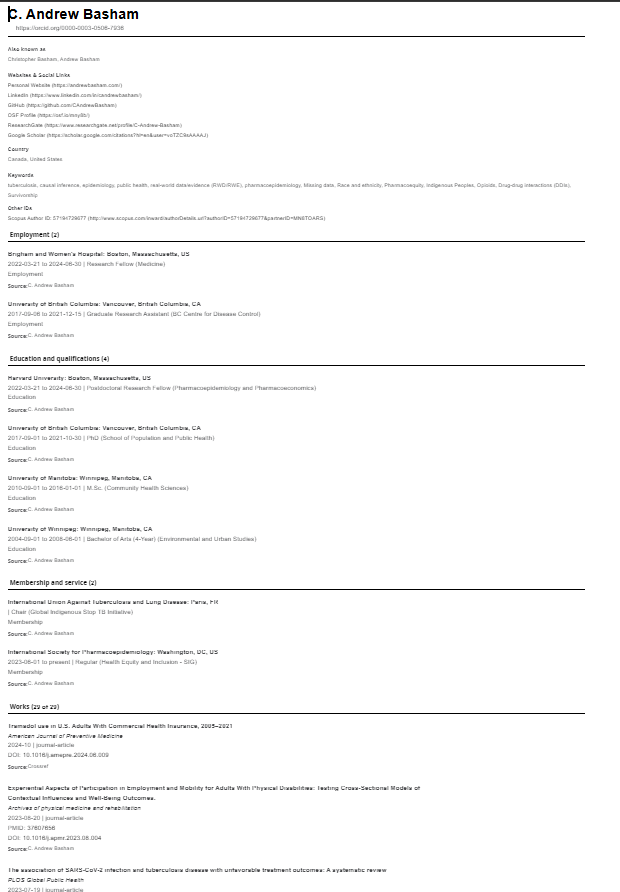 C. Andrew Basham
https://orcid.org/0000-0003-0506-7936
Also known as
Christopher Basham, Andrew Basham
Websites & Social Links
Personal Website (https://andrewbasham.com/)
LinkedIn (https://www.linkedin.com/in/candrewbasham/)
GitHub (https://github.com/CAndrewBasham)
OSF Profile (https://osf.io/mny8b/)
ResearchGate (https://www.researchgate.net/profile/C-Andrew-Basham)
Google Scholar
Country
Canada, United States
Keywords
tuberculosis, causal inference, epidemiology, public health, real-world data/evidence (RWD/RWE), pharmacoepidemiology, Missing data, Race and ethnicity, Pharmacoequity, Indigenous Peoples, Opioids, Drug-drug interactions (DDIs),
Survivorship
Other IDs
Scopus Author ID: 57194729677 (http://www.scopus.com/inward/authorDetails.url?authorID=57194729677&partnerID=MN8TOARS)
Employment (2)
Brigham and Women's Hospital: Boston, Massachusetts, US
2022-03-21 to 2024-06-30 | Research Fellow (Medicine)
Employment
Source:C. Andrew Basham
University of British Columbia: Vancouver, British Columbia, CA
2017-09-06 to 2021-12-15 | Graduate Research Assistant (BC Centre for Disease Control)
Employment
Source:C. Andrew Basham
Education and qualifications (4)
Harvard University: Boston, Massachusetts, US
2022-03-21 to 2024-06-30 | Postdoctoral Research Fellow (Pharmacoepidemiology and Pharmacoeconomics)
Education
Source:C. Andrew Basham
University of British Columbia: Vancouver, British Columbia, CA
2017-09-01 to 2021-10-30 | PhD (School of Population and Public Health)
Education
Source:C. Andrew Basham
University of Manitoba: Winnipeg, Manitoba, CA
2010-09-01 to 2016-01-01 | M.Sc. (Community Health Sciences)
Education
Source:C. Andrew Basham
University of Winnipeg: Winnipeg, Manitoba, CA
2004-09-01 to 2008-06-01 | Bachelor of Arts (4-Year) (Environmental and Urban Studies)
Education
Source:C. Andrew Basham
Membership and service (2)
International Union Against Tuberculosis and Lung Disease: Paris, FR
| Chair (Global Indigenous Stop TB Initiative)
Membership
Source:C. Andrew Basham
International Society for Pharmacoepidemiology: Washington, DC, US
2023-06-01 to present | Regular (Health Equity and Inclusion - SIG)
Membership
Source:C. Andrew Basham
Works (29 of 29)
Tramadol use in U.S. Adults With Commercial Health Insurance, 2005–2021
American Journal of Preventive Medicine
2024-10 | journal-article
DOI: 10.1016/j.amepre.2024.06.009
Source:Crossref
Experiential Aspects of Participation in Employment and Mobility for Adults With Physical Disabilities: Testing Cross-Sectional Models of
Contextual Influences and Well-Being Outcomes.
Archives of physical medicine and rehabilitation
2023-08-20 | journal-article
PMID: 37607656
DOI: 10.1016/j.apmr.2023.08.004
Source:C. Andrew Basham
The association of SARS-CoV-2 infection and tuberculosis disease with unfavorable treatment outcomes: A systematic review
PLOS Global Public Health
2023-07-19 | journal-article